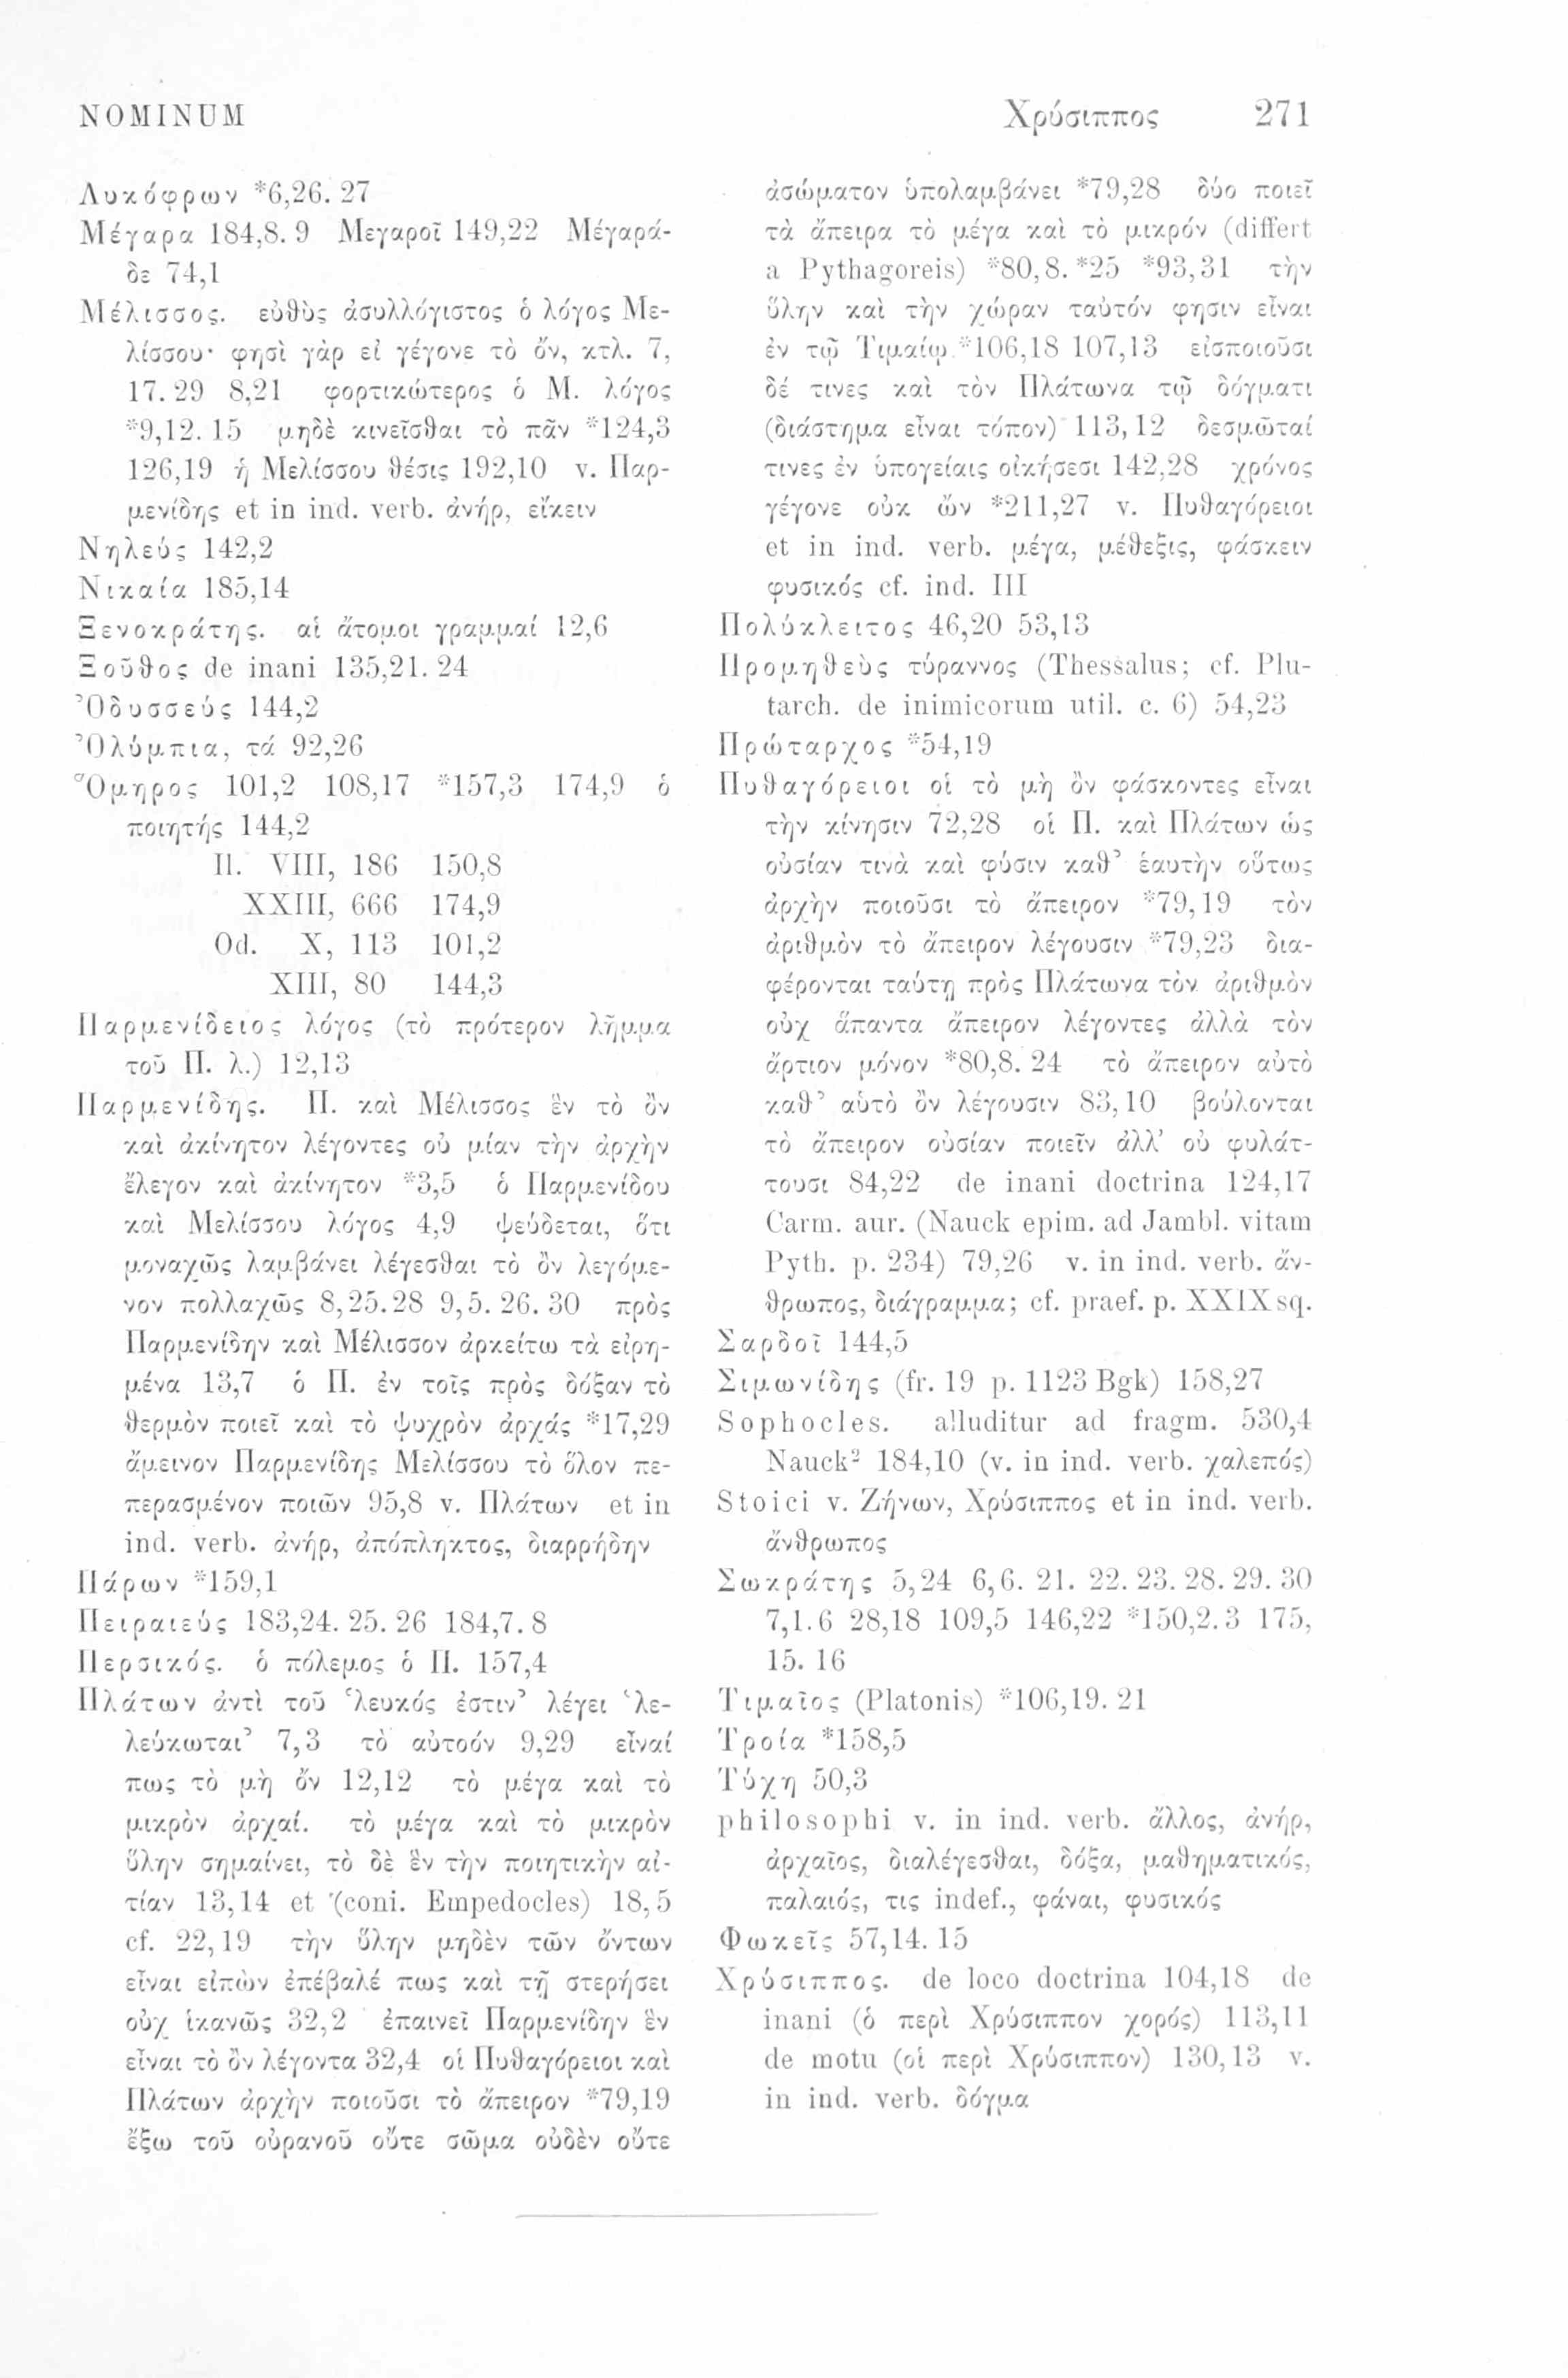 NOMINUM
Χρύσιππος 271
Λυκόφρων *6,26. 27
Μέγαρα 184,8. 9 Μεγαροῖ 149,22 Μέγαρά-
δε 74,1
Μέλισσος. εὐθὺς ἀσυλλόγιστος ὁ λόγος Με-
λίσσου· φησὶ γὰρ εἰ γέγονε τὸ ὄν, κτλ. 7,
17. 29 8,21 φορτικώτερος ὁ Μ. λόγος
*9,12. 15 μηδὲ κινεῖσθαι τὸ πᾶν *124,3
126,19 ἡ Μελίσσου θέσις 192,10 v. Παρ-
μενίδης et in ind. verb. ἀνήρ, εἴκειν
Νηλεύς 142,2
Νικαία 185,14
Ξενοκράτης. αἱ ἄτομοι γραμμαί 12,6
Ξοῦθος de inani 135,21. 24
Ὀδυσσεύς 144,2
Ὀλύμπια, τά 92,26
Ὅμηρος 101,2 108,17 *157,3 174,9 ὁ
ποιητής 144,2
Il. VIII, 186 150,8
XXIII, 666 174,9
Od. X, 113 101,2
XIII, 80 144,3
Παρμενίδειος λόγος (τὸ πρότερον λῆμμα
τοῦ Π. λ.) 12,13
Παρμενίδης. Π. καὶ Μέλισσος ἓν τὸ ὂν
καὶ ἀκίνητον λέγοντες οὐ μίαν τὴν ἀρχὴν
ἔλεγον καὶ ἀκίνητον *3,5 ὁ Παρμενίδου
καὶ Μελίσσου λόγος 4,9 ψεύδεται, ὅτι
μοναχῶς λαμβάνει λέγεσθαι τὸ ὂν λεγόμε-
νον πολλαχῶς 8,25.28 9,5. 26. 30 πρὸς
Παρμενίδην καὶ Μέλισσον ἀρκείτω τὰ εἰρη-
μένα 13,7 ὁ Π. ἐν τοῖς πρὸς δόξαν τὸ
θερμὸν ποιεῖ καὶ τὸ ψυχρὸν ἀρχάς *17,29
ἄμεινον Παρμενίδης Μελίσσου τὸ ὅλον πε-
περασμένον ποιῶν 95,8 v. Πλάτων et in
ind. verb. ἀνήρ, ἀπόπληκτος, διαρρήδην
Πάρων *159,1
Πειραιεύς 183,24. 25. 26 184,7. 8
Περσικός. ὁ πόλεμος ὁ Π. 157,4
Πλάτων ἀντὶ τοῦ ‘λευκός ἐστιν’ λέγει ‘λε-
λεύκωται’ 7,3 τὸ αὐτοόν 9,29 εἶναί
πως τὸ μὴ ὄν 12,12 τὸ μέγα καὶ τὸ
μικρὸν ἀρχαί. τὸ μέγα καὶ τὸ μικρὸν
ὕλην σημαίνει, τὸ δὲ ἓν τὴν ποιητικὴν αἰ-
τίαν 13,14 et (coni. Empedocles) 18,5
cf. 22,19 τὴν ὕλην μηδὲν τῶν ὄντων
εἶναι εἰπὼν ἐπέβαλέ πως καὶ τῇ στερήσει
οὐχ ἱκανῶς 32,2 ἐπαινεῖ Παρμενίδην ἓν
εἶναι τὸ ὂν λέγοντα 32,4 οἱ Πυθαγόρειοι καὶ
Πλάτων ἀρχὴν ποιοῦσι τὸ ἄπειρον *79,19
ἔξω τοῦ οὐρανοῦ οὔτε σῶμα οὐδὲν οὔτε
ἀσώματον ὑπολαμβάνει *79,28 δύο ποιεῖ
τὰ ἄπειρα τὸ μέγα καὶ τὸ μικρόν (differt
a Pythagoreis) *80,8. *25 *93,31 τὴν
ὕλην καὶ τὴν χώραν ταὐτόν φησιν εἶναι
ἐν τῷ Τιμαίῳ *106,18 107,13 εἰσποιοῦσι
δέ τινες καὶ τὸν Πλάτωνα τῷ δόγματι
(διάστημα εἶναι τόπον) 113,12 δεσμῶταί
τινες ἐν ὑπογείαις οἰκήσεσι 142,28 χρόνος
γέγονε οὐκ ὤν *211,27 v. Πυθαγόρειοι
et in ind. verb. μέγα, μέθεξις, φάσκειν
φυσικός cf. ind. III
Πολύκλειτος 46,20 53,13
Προμηθεὺς τύραννος (Thessalus; cf. Plu-
tarch. de inimicorum util. c. 6) 54,23
Πρώταρχος *54,19
Πυθαγόρειοι οἱ τὸ μὴ ὂν φάσκοντες εἶναι
τὴν κίνησιν 72,28 οἱ Π. καὶ Πλάτων ὡς
οὐσίαν τινὰ καὶ φύσιν καθ’ ἑαυτὴν οὕτως
ἀρχὴν ποιοῦσι τὸ ἄπειρον *79,19 τὸν
ἀριθμὸν τὸ ἄπειρον λέγουσιν *79,23 δια-
φέρονται ταύτῃ πρὸς Πλάτωνα τὸν ἀριθμὸν
οὐχ ἅπαντα ἄπειρον λέγοντες ἀλλὰ τὸν
ἄρτιον μόνον *80,8. 24 τὸ ἄπειρον αὐτὸ
καθ’ αὑτὸ ὂν λέγουσιν 83,10 βούλονται
τὸ ἄπειρον οὐσίαν ποιεῖν ἀλλ’ οὐ φυλάτ-
τουσι 84,22 de inani doctrina 124,17
Carm. aur. (Nauck epim. ad Jambl. vitam
Pyth. p. 234) 79,26 v. in ind. verb. ἄν-
θρωπος, διάγραμμα; cf. praef. p. XXIX sq.
Σαρδοῖ 144,5
Σιμωνίδης (fr. 19 p. 1123 Bgk) 158,27
Sophocles. alluditur ad fragm. 530,4
Nauck² 184,10 (v. in ind. verb. χαλεπός)
Stoici v. Ζήνων, Χρύσιππος et in ind. verb.
ἄνθρωπος
Σωκράτης 5,24 6,6. 21. 22. 23. 28. 29. 30
7,1. 6 28,18 109,5 146,22 *150,2. 3 175,
15. 16
Τιμαῖος (Platonis) *106,19. 21
Τροία *158,5
Τύχη 50,3
philosophi v. in ind. verb. ἄλλος, ἀνήρ,
ἀρχαῖος, διαλέγεσθαι, δόξα, μαθηματικός,
παλαιός, τις indef., φάναι, φυσικός
Φωκεῖς 57,14. 15
Χρύσιππος. de loco doctrina 104,18 de
inani (ὁ περὶ Χρύσιππον χορός) 113,11
de motu (οἱ περὶ Χρύσιππον) 130,13 v.
in ind. verb. δόγμα